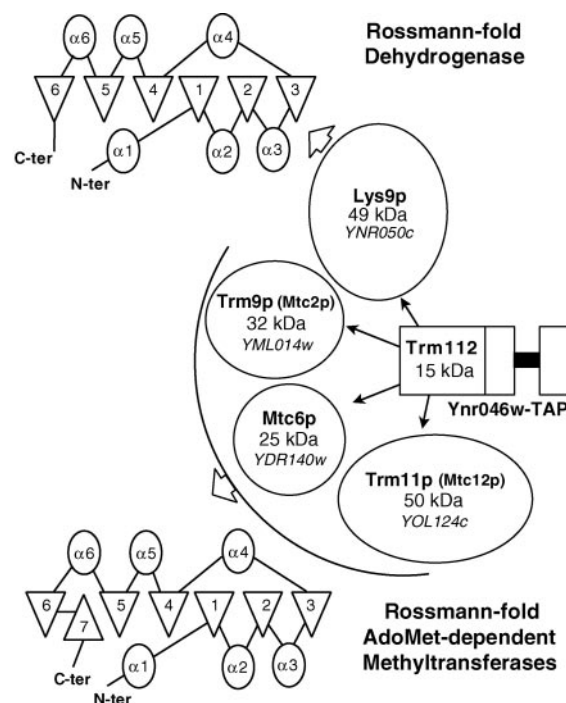 α6
α5
α4
Rossmann-fold
Dehydrogenase
6
5
4
1
2
3
C-ter
α1
α2
α3
N-ter
Lys9p
49 kDa
YNR050c
Trm9p (Mtc2p)
32 kDa
YML014w
Trm112
15 kDa
Ynr046w-TAP
Mtc6p
25 kDa
YDR140w
Trm11p (Mtc12p)
50 kDa
YOL124c
α6
α5
α4
6
7
5
4
1
2
3
C-ter
α1
α2
α3
N-ter
Rossmann-fold
AdoMet-dependent
Methyltransferases